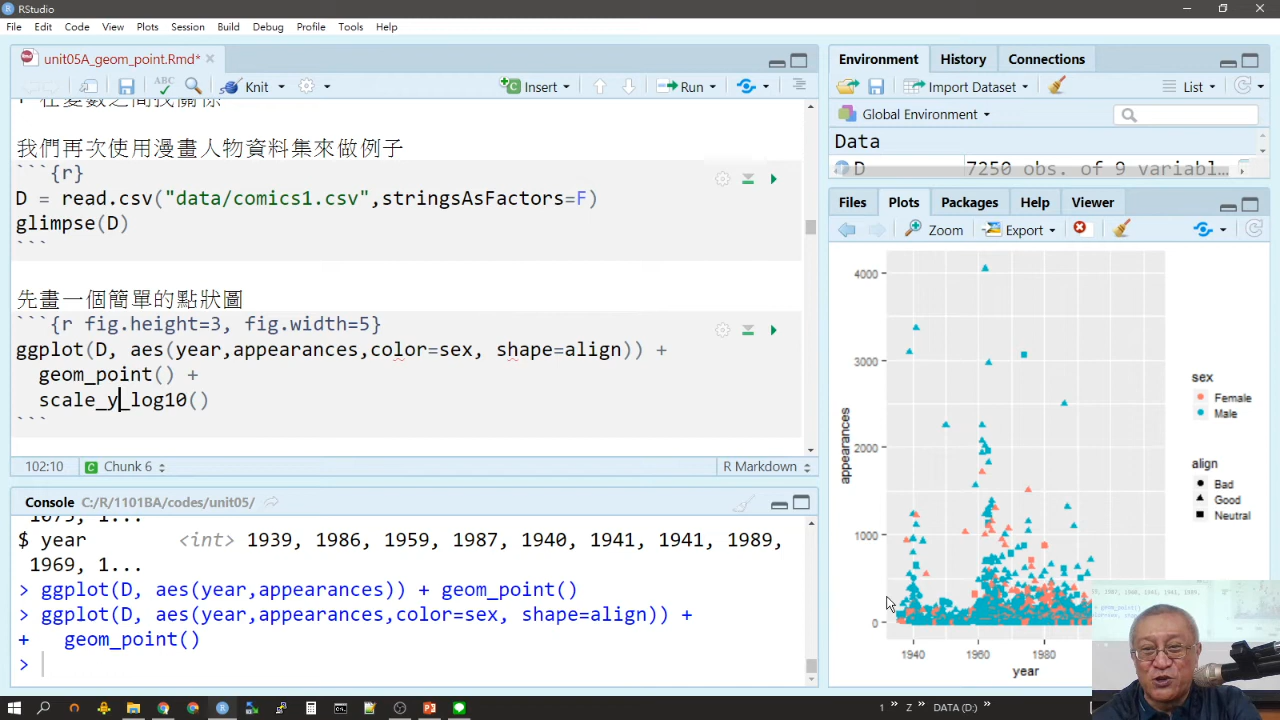 RStudio
File Edit Code View Plots Session Build Debug Profile Tools Help
unit05A_geom_point.Rmd*
ABC Knit Insert Run
我們再次使用漫畫人物資料集來做例子
```{r}
D = read.csv("data/comics1.csv",stringsAsFactors=F)
glimpse(D)
```
先畫一個簡單的點狀圖
```{r fig.height=3, fig.width=5}
ggplot(D, aes(year,appearances,color=sex, shape=align)) +
geom_point() +
scale_y_log10()
```
102:10 Chunk 6 R Markdown
Console C:/R/1101BA/codes/unit05/
$ year <int> 1939, 1986, 1959, 1987, 1940, 1941, 1941, 1989,
1969, 1...
> ggplot(D, aes(year,appearances)) + geom_point()
> ggplot(D, aes(year,appearances,color=sex, shape=align)) +
+ geom_point()
>
Environment History Connections
Import Dataset List
Global Environment
Data
D 7250 obs. of 9 variabl…
Files Plots Packages Help Viewer
Zoom Export
4000
3000
2000
1000
0
appearances
1940 1960 1980
year
sex
Female
Male
align
Bad
Good
Neutral
1 » Z » DATA (D:) »